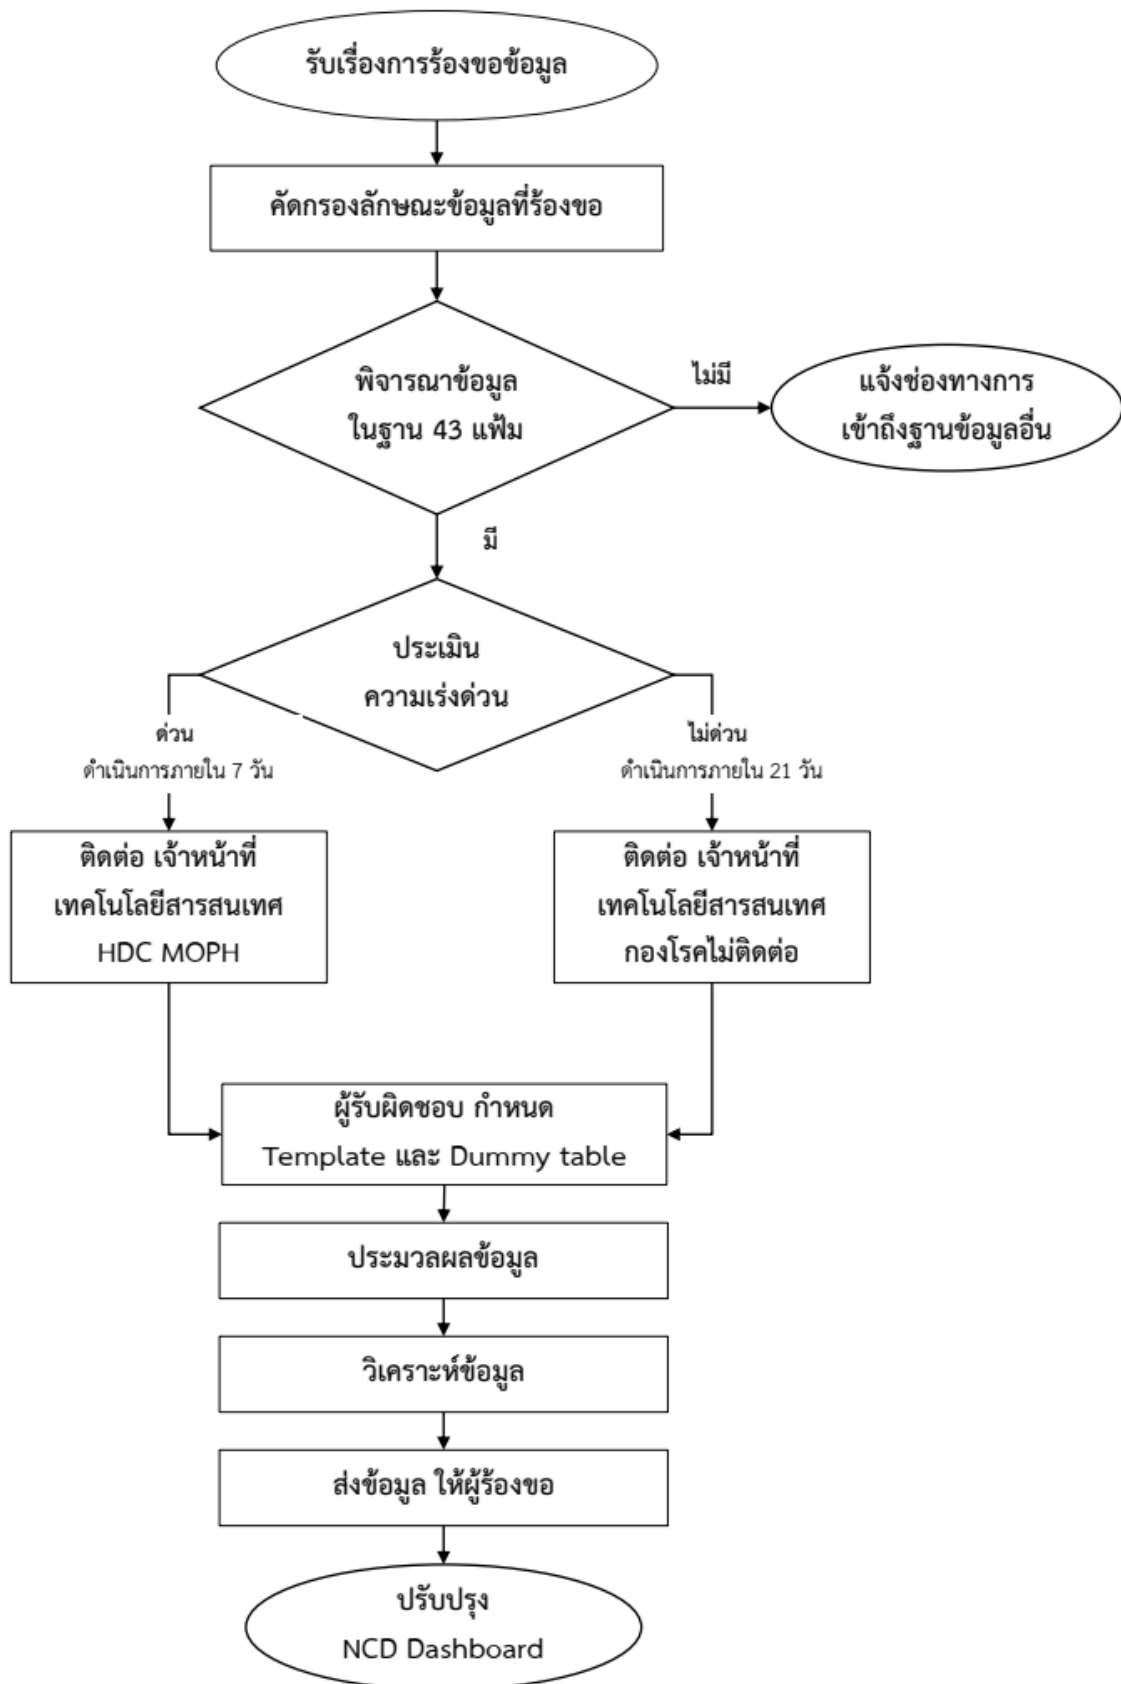 รับเรื่องการร้องขอข้อมูล
คัดกรองลักษณะข้อมูลที่ร้องขอ
พิจารณาข้อมูล
ในฐาน 43 แฟ้ม
ไม่มี
แจ้งช่องทางการ
เข้าถึงฐานข้อมูลอื่น
มี
ประเมิน
ความเร่งด่วน
ด่วน
ดำเนินการภายใน 7 วัน
ไม่ด่วน
ดำเนินการภายใน 21 วัน
ติดต่อ เจ้าหน้าที่
เทคโนโลยีสารสนเทศ
HDC MOPH
ติดต่อ เจ้าหน้าที่
เทคโนโลยีสารสนเทศ
กองโรคไม่ติดต่อ
ผู้รับผิดชอบ กำหนด
Template และ Dummy table
ประมวลผลข้อมูล
วิเคราะห์ข้อมูล
ส่งข้อมูล ให้ผู้ร้องขอ
ปรับปรุง
NCD Dashboard